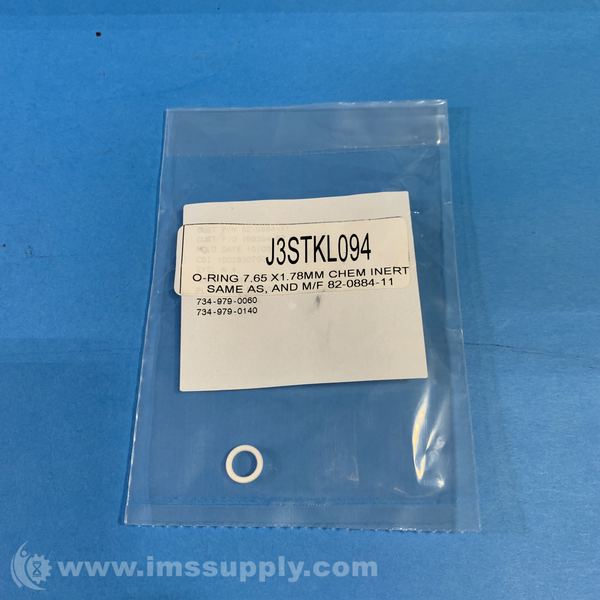 J3STKL094
O-RING 7.65 X1.78MM CHEM INERT
SAME AS, AND M/F 82-0884-11
734-979-0060
734-979-0140
www.imssupply.com